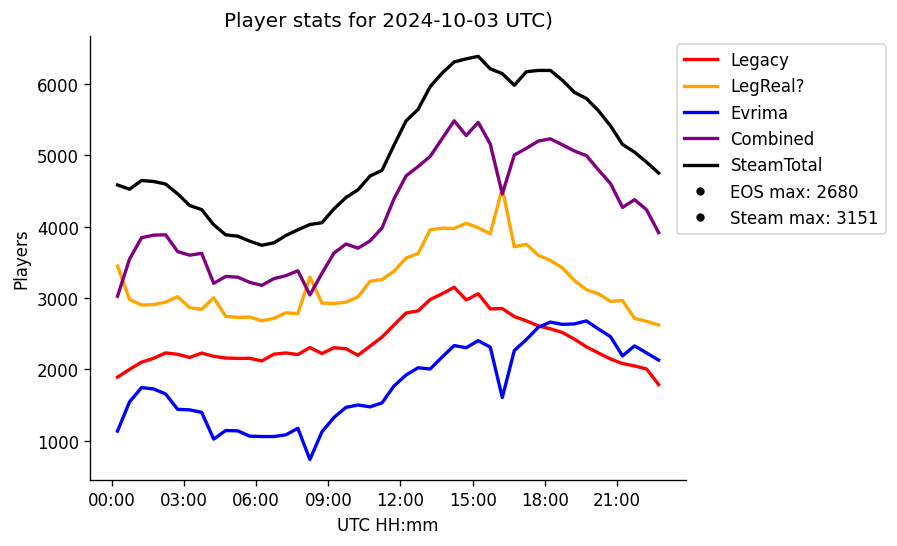 Player stats for 2024-10-03 UTC)
Legacy
LegReal?
Evrima
Combined
SteamTotal
EOS max: 2680
Steam max: 3151
Players
6000
5000
4000
3000
2000
1000
00:00 03:00 06:00 09:00 12:00 15:00 18:00 21:00
UTC HH:mm